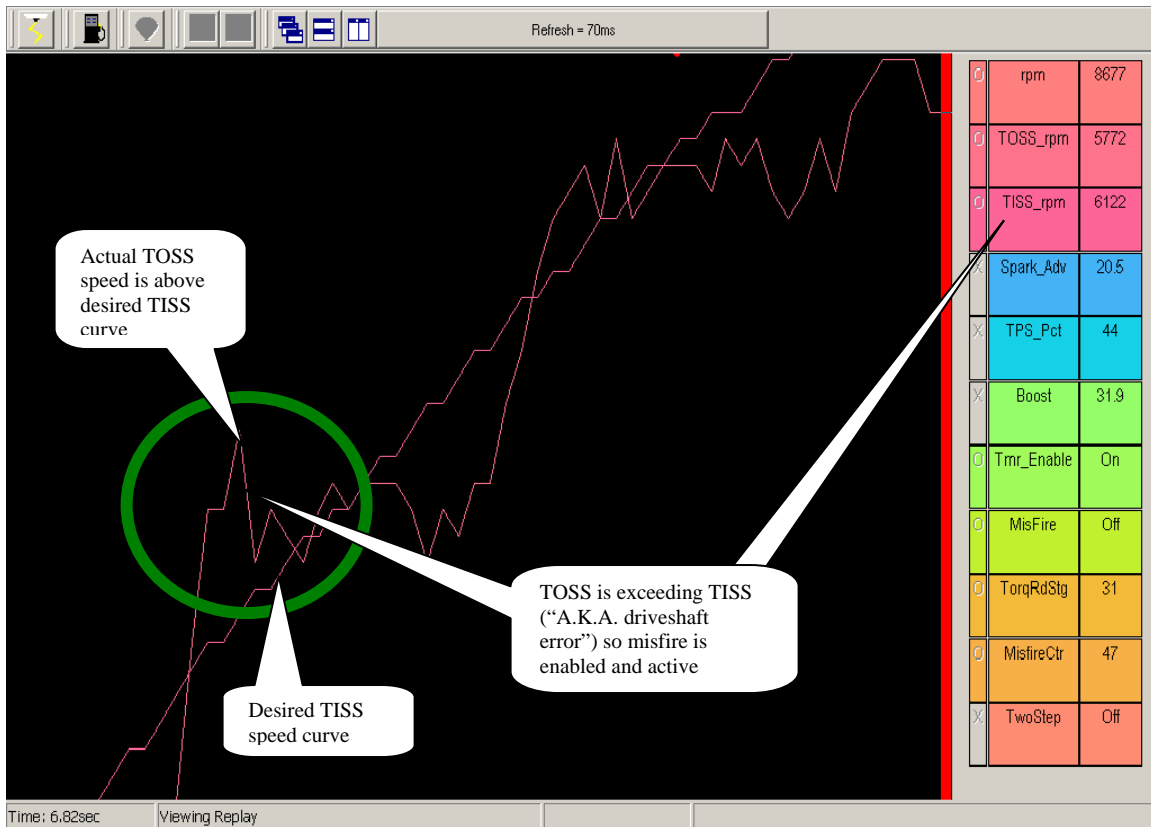 Refresh = 70ms
O rpm 8677
O TOSS_rpm 5772
O TISS_rpm 6122
X Spark_Adv 20.5
X TPS_Pct 44
X Boost 31.9
O Tmr_Enable On
O MisFire Off
O TorqRdStg 31
O MisfireCtr 47
X TwoStep Off
Actual TOSS
speed is above
desired TISS
curve
TOSS is exceeding TISS
(“A.K.A. driveshaft
error”) so misfire is
enabled and active
Desired TISS
speed curve
Time: 6.82sec
Viewing Replay